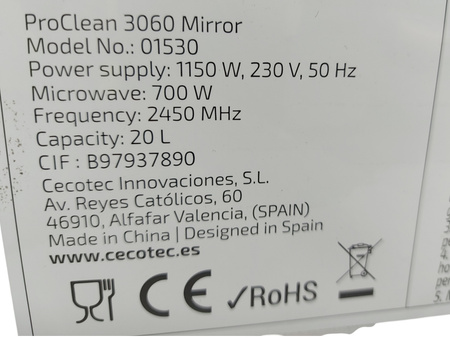 ProClean 3060 Mirror
Model No.: 01530
Power supply: 1150 W, 230 V, 50 Hz
Microwave: 700 W
Frequency: 2450 MHz
Capacity: 20 L
CIF : B97937890
Cecotec Innovaciones, S.L.
Av. Reyes Católicos, 60
46910, Alfafar Valencia, (SPAIN)
Made in China | Designed in Spain
www.cecotec.es
CE ✓RoHS